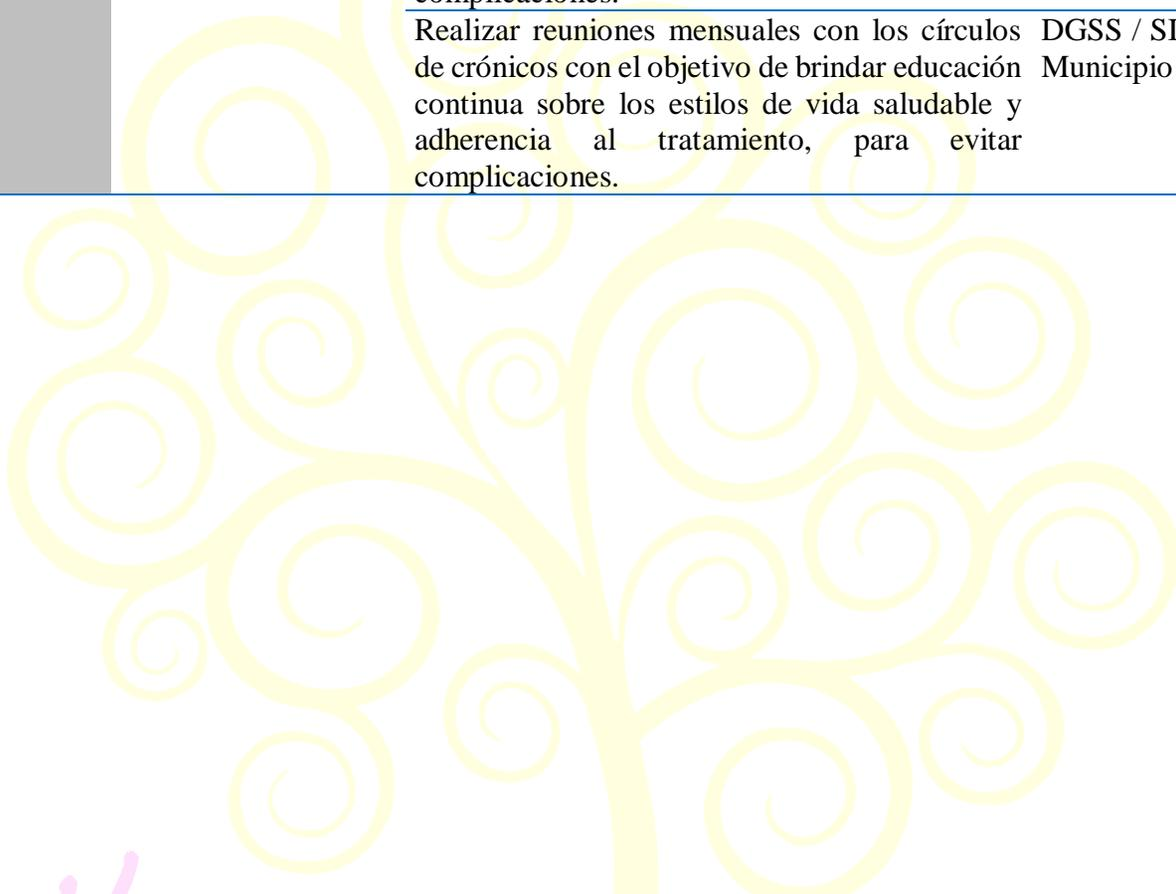 complicaciones.
Realizar reuniones mensuales con los círculos
de crónicos con el objetivo de brindar educación
continua sobre los estilos de vida saludable y
adherencia al tratamiento, para evitar
complicaciones.
DGSS /
Municipio